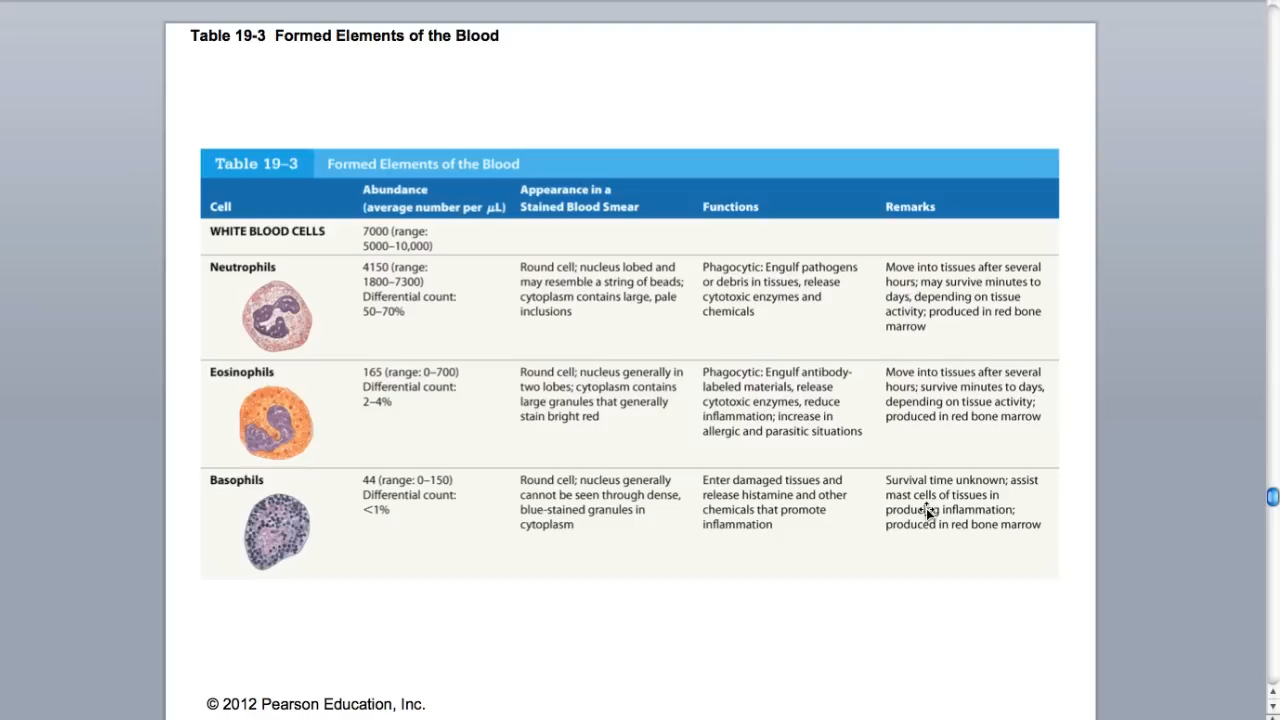 Table 19-3 Formed Elements of the Blood
Table 19–3 Formed Elements of the Blood
Cell
Abundance
(average number per μL)
Appearance in a
Stained Blood Smear
Functions
Remarks
WHITE BLOOD CELLS
7000 (range:
5000–10,000)
Neutrophils
4150 (range:
1800–7300)
Differential count:
50–70%
Round cell; nucleus lobed and
may resemble a string of beads;
cytoplasm contains large, pale
inclusions
Phagocytic: Engulf pathogens
or debris in tissues, release
cytotoxic enzymes and
chemicals
Move into tissues after several
hours; may survive minutes to
days, depending on tissue
activity; produced in red bone
marrow
Eosinophils
165 (range: 0–700)
Differential count:
2–4%
Round cell; nucleus generally in
two lobes; cytoplasm contains
large granules that generally
stain bright red
Phagocytic: Engulf antibody-
labeled materials, release
cytotoxic enzymes, reduce
inflammation; increase in
allergic and parasitic situations
Move into tissues after several
hours; survive minutes to days,
depending on tissue activity;
produced in red bone marrow
Basophils
44 (range: 0–150)
Differential count:
<1%
Round cell; nucleus generally
cannot be seen through dense,
blue-stained granules in
cytoplasm
Enter damaged tissues and
release histamine and other
chemicals that promote
inflammation
Survival time unknown; assist
mast cells of tissues in
producing inflammation;
produced in red bone marrow
© 2012 Pearson Education, Inc.